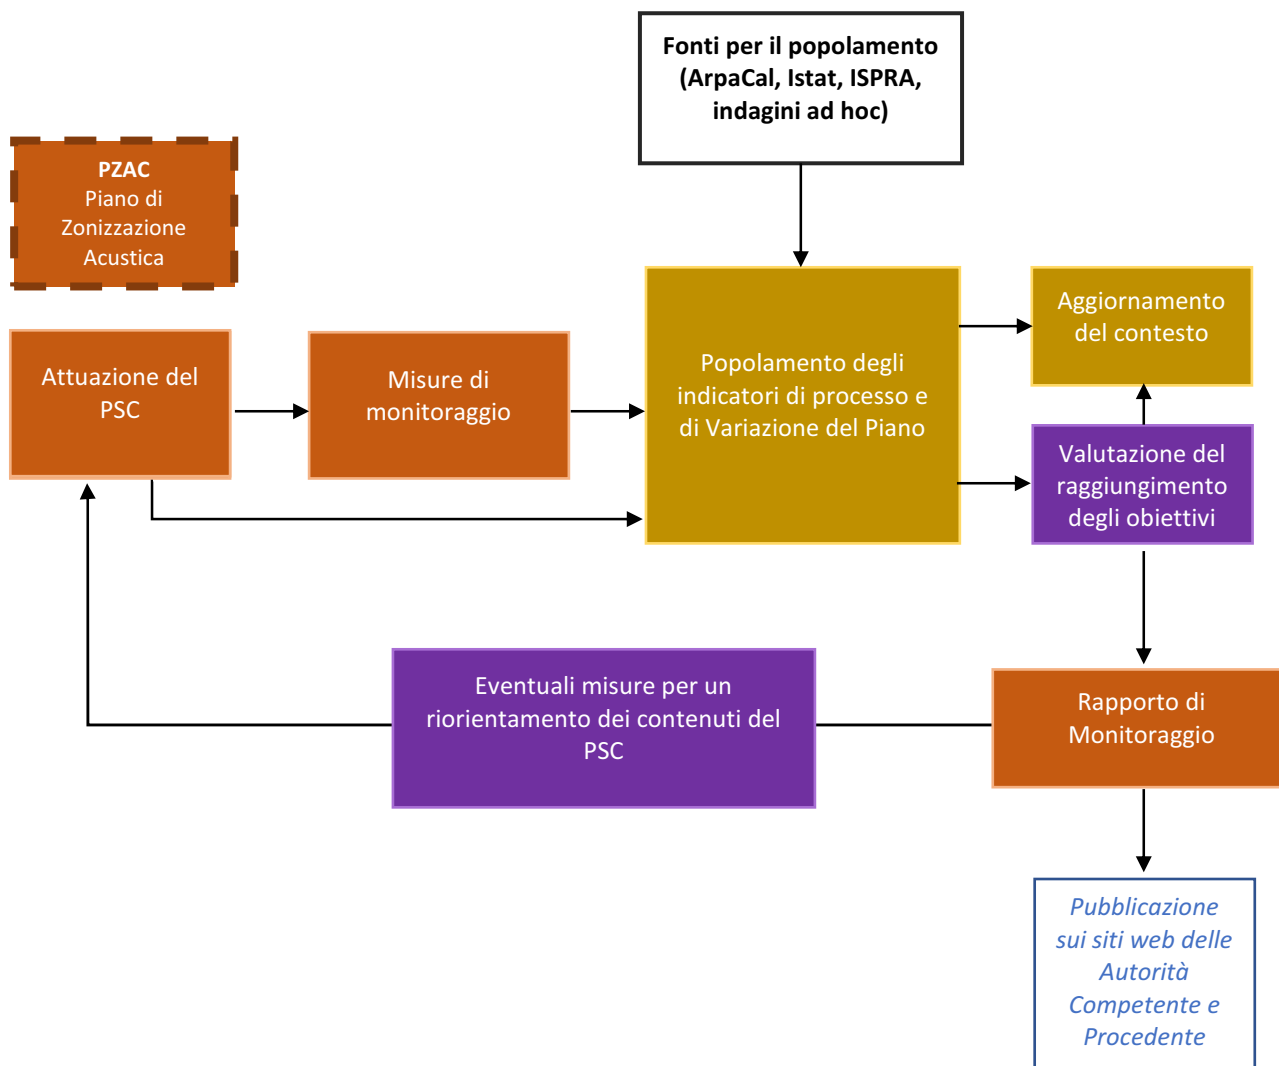 Fonti per il popolamento
(ArpaCal, Istat, ISPRA,
indagini ad hoc)
PZAC
Piano di
Zonizzazione
Acustica
Attuazione del
PSC
Misure di
monitoraggio
Popolamento degli
indicatori di processo e
di Variazione del Piano
Aggiornamento
del contesto
Valutazione del
raggiungimento
degli obiettivi
Eventuali misure per un
riorientamento dei contenuti del
PSC
Rapporto di
Monitoraggio
Pubblicazione
sui siti web delle
Autorità
Competente e
Procedente